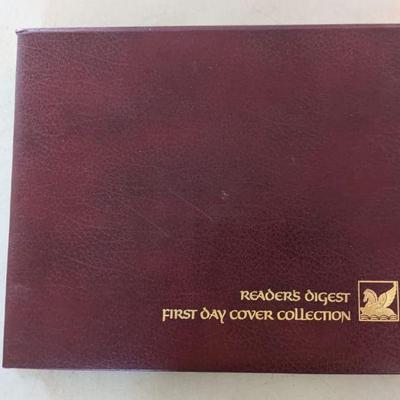 Reader's Digest
First Day Cover Collection